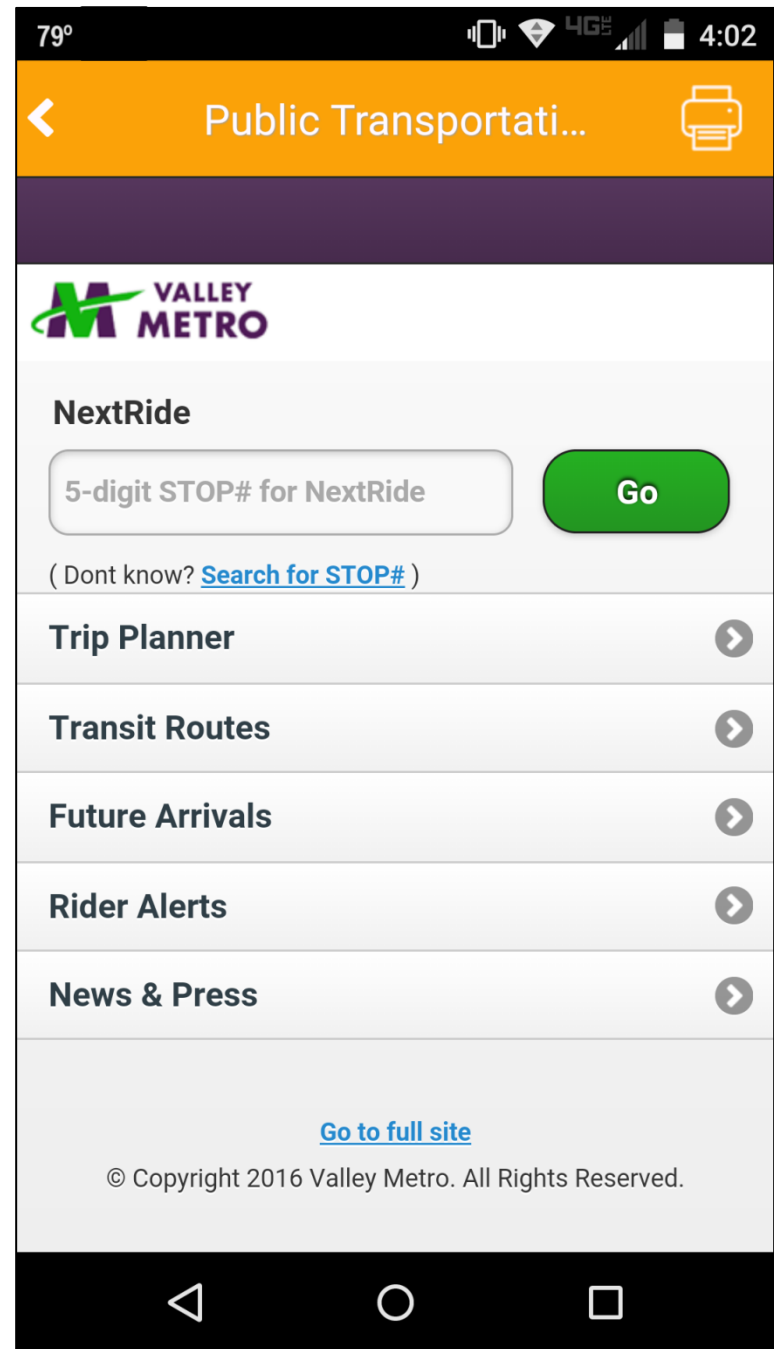 79° 4G LTE 4:02
Public Transportati...
VALLEY
METRO
NextRide
5-digit STOP# for NextRide Go
( Dont know? Search for STOP# )
Trip Planner
Transit Routes
Future Arrivals
Rider Alerts
News & Press
Go to full site
© Copyright 2016 Valley Metro. All Rights Reserved.